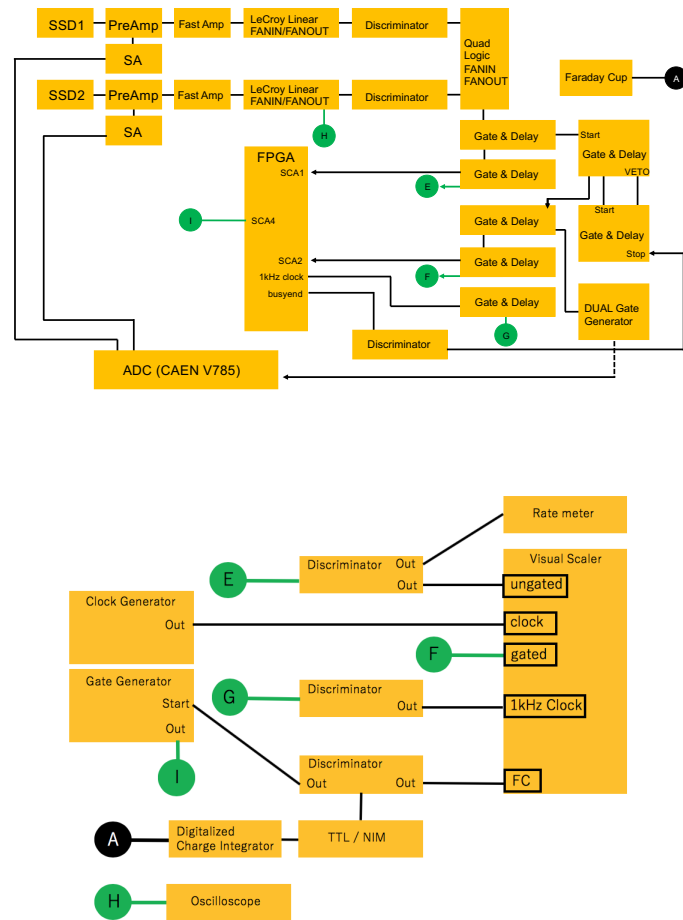 SSD1
PreAmp
Fast Amp
LeCroy Linear
FANIN/FANOUT
Discriminator
Quad
Logic
FANIN
FANOUT
SA
SSD2
PreAmp
Fast Amp
LeCroy Linear
FANIN/FANOUT
Discriminator
SA
Faraday Cup
A
H
FPGA
SCA1
SCA4
SCA2
1kHz clock
busyend
I
Gate & Delay
Gate & Delay
E
Gate & Delay
Gate & Delay
F
Gate & Delay
G
Start
Gate & Delay
VETO
Start
Gate & Delay
Stop
DUAL Gate
Generator
Discriminator
ADC (CAEN V785)
Rate meter
E
Discriminator
Out
Out
Visual Scaler
ungated
clock
gated
1kHz Clock
FC
Clock Generator
Out
F
Gate Generator
Start
Out
I
G
Discriminator
Out
Discriminator
Out
Out
A
Digitalized
Charge Integrator
TTL / NIM
H
Oscilloscope